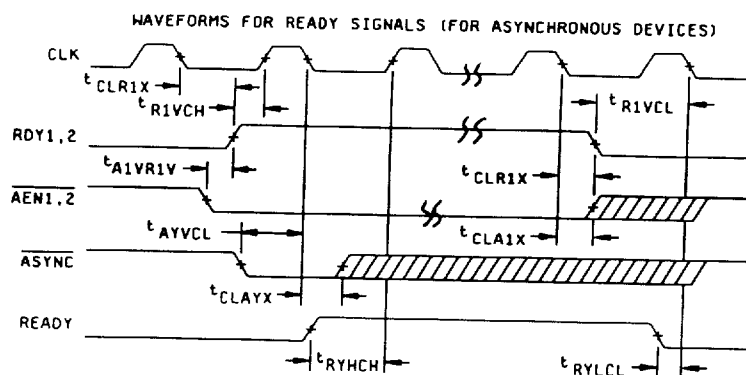 WAVEFORMS FOR READY SIGNALS (FOR ASYNCHRONOUS DEVICES)
CLK
tCLR1X
tR1VCH
tR1VCL
RDY1,2
tA1VR1V
tCLR1X
AEN1,2
tAYVCL
tCLA1X
ASYNC
tCLAYX
READY
tRYHCH
tRYLCL